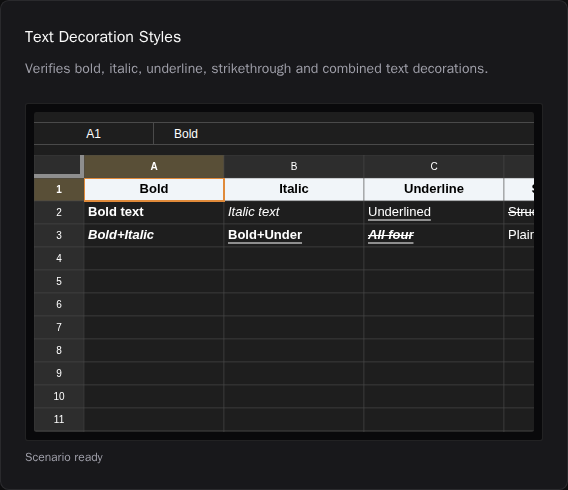 Text Decoration Styles
Verifies bold, italic, underline, strikethrough and combined text decorations.
A1 Bold
A B C
1 Bold Italic Underline
2 Bold text Italic text Underlined
3 Bold+Italic Bold+Under All four
4
5
6
7
8
9
10
11
Scenario ready